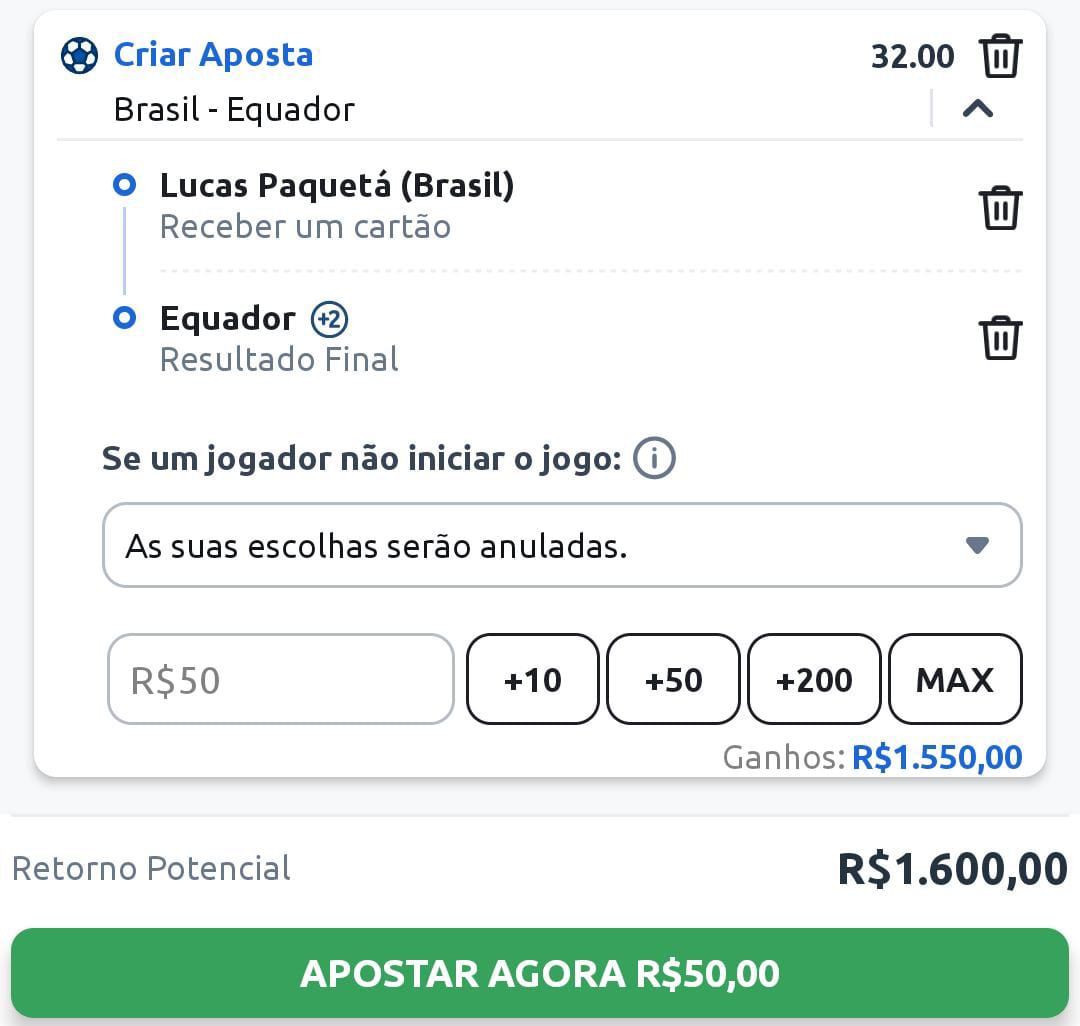 Criar Aposta 32.00
Brasil - Equador
Lucas Paquetá (Brasil)
Receber um cartão
Equador +2
Resultado Final
Se um jogador não iniciar o jogo: i
As suas escolhas serão anuladas.
R$50 +10 +50 +200 MAX
Ganhos: R$1.550,00
Retorno Potencial R$1.600,00
APOSTAR AGORA R$50,00